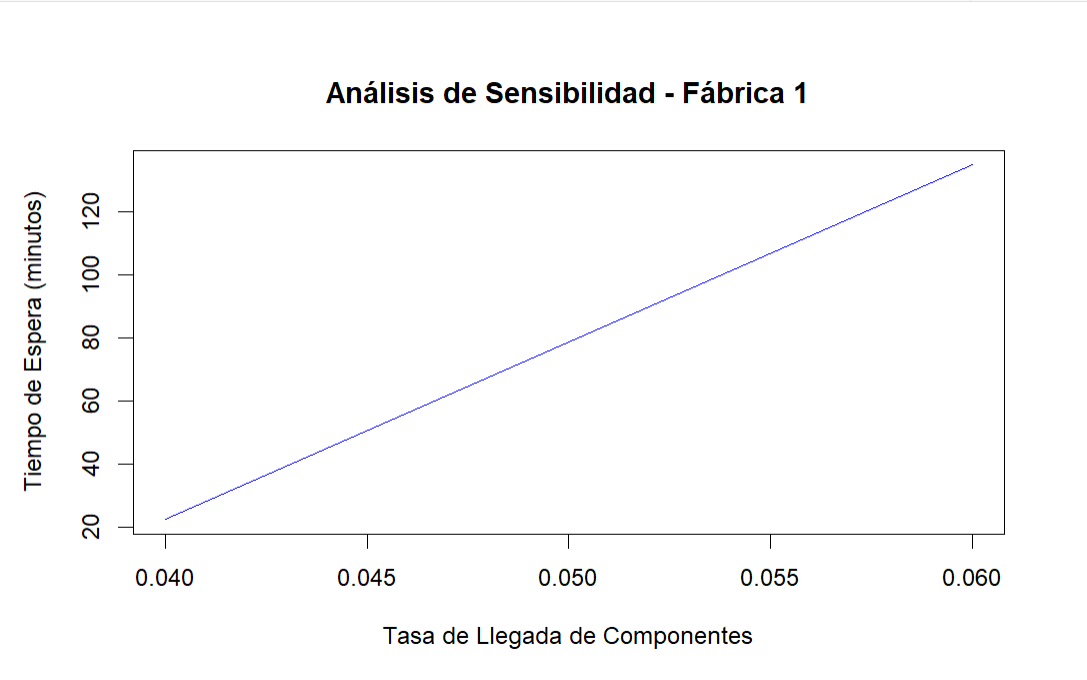 Análisis de Sensibilidad - Fábrica 1
Tiempo de Espera (minutos)
120
100
80
60
40
20
0.040 0.045 0.050 0.055 0.060
Tasa de Llegada de Componentes